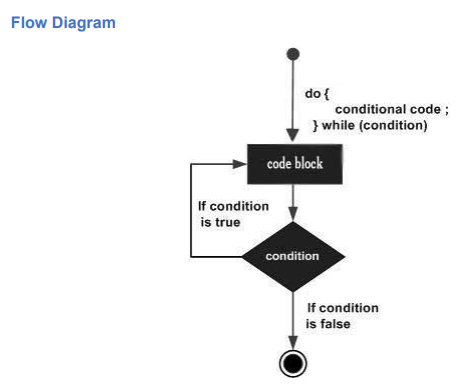 Flow Diagram
do {
conditional code ;
} while (condition)
code block
If condition
is true
condition
If condition
is false